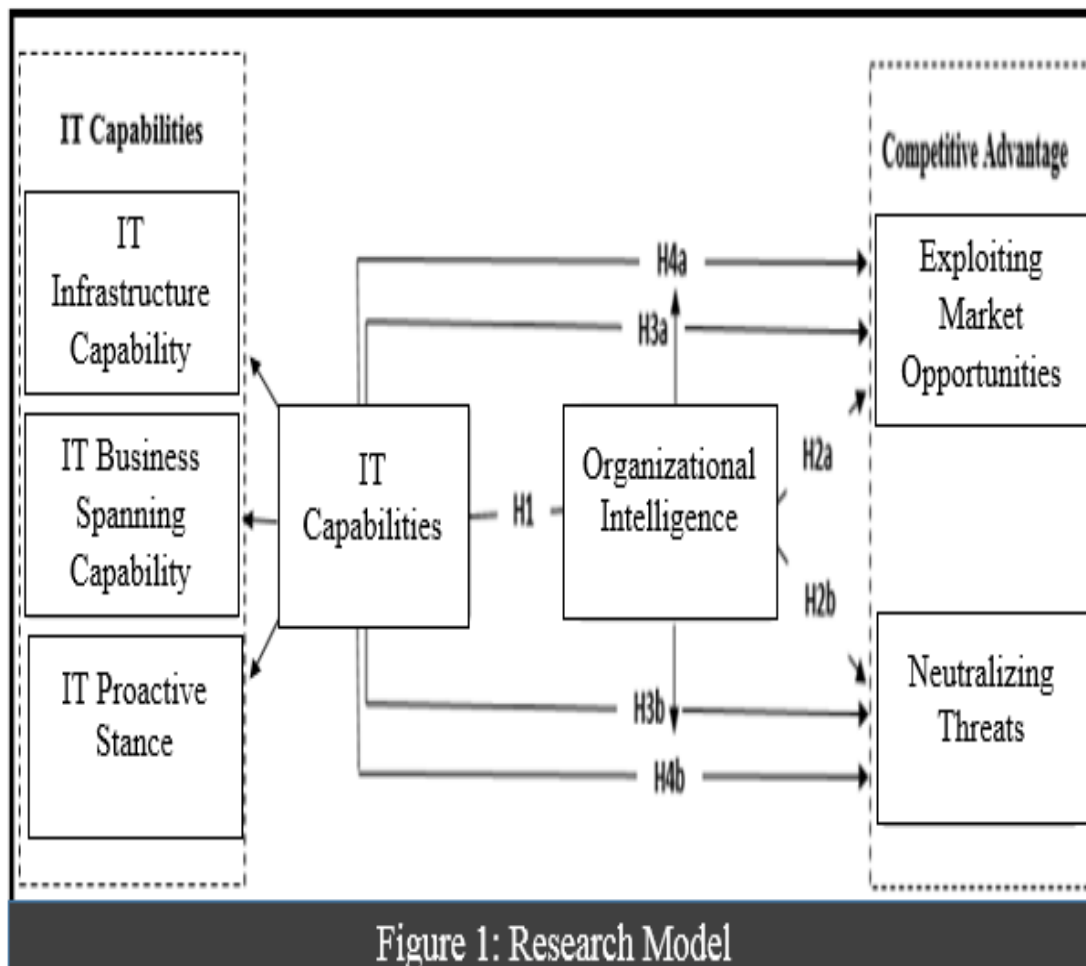 IT Capabilities
IT
Infrastructure
Capability
IT Business
Spanning
Capability
IT Proactive
Stance
IT
Capabilities
H1
Organizational
Intelligence
H4a
H3a
H2a
H2b
H3b
H4b
Competitive Advantage
Exploiting
Market
Opportunities
Neutralizing
Threats
Figure 1: Research Model